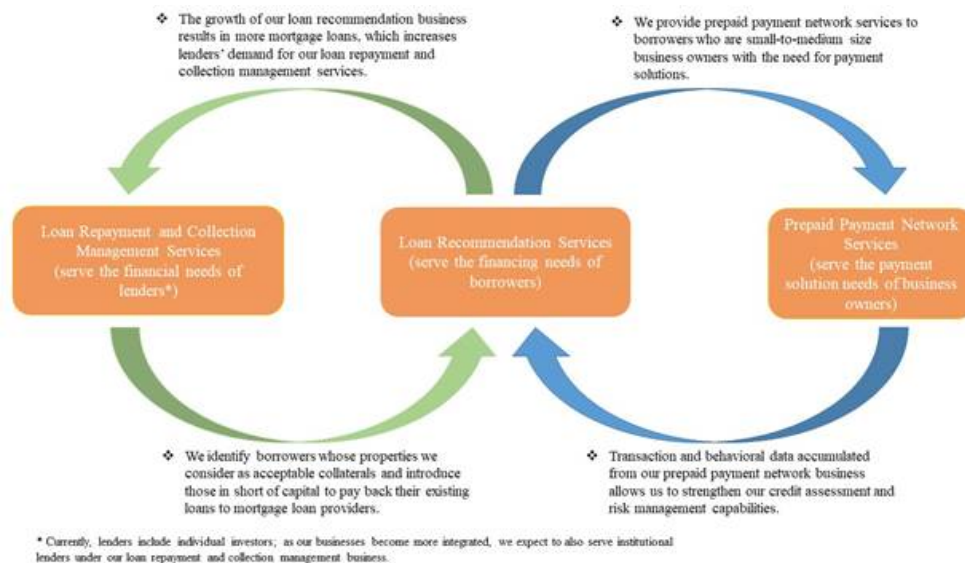 ❖ The growth of our loan recommendation business
results in more mortgage loans, which increases
lenders' demand for our loan repayment and
collection management services.
❖ We provide prepaid payment network services to
borrowers who are small-to-medium size
business owners with the need for payment
solutions.
Loan Repayment and Collection
Management Services
(serve the financial needs of
lenders*)
Loan Recommendation Services
(serve the financing needs of
borrowers)
Prepaid Payment Network
Services
(serve the payment
solution needs of business
owners)
❖ We identify borrowers whose properties we
consider as acceptable collaterals and introduce
those in short of capital to pay back their existing
loans to mortgage loan providers.
❖ Transaction and behavioral data accumulated
from our prepaid payment network business
allows us to strengthen our credit assessment and
risk management capabilities.
* Currently, lenders include individual investors; as our businesses become more integrated, we expect to also serve institutional
lenders under our loan repayment and collection management business.